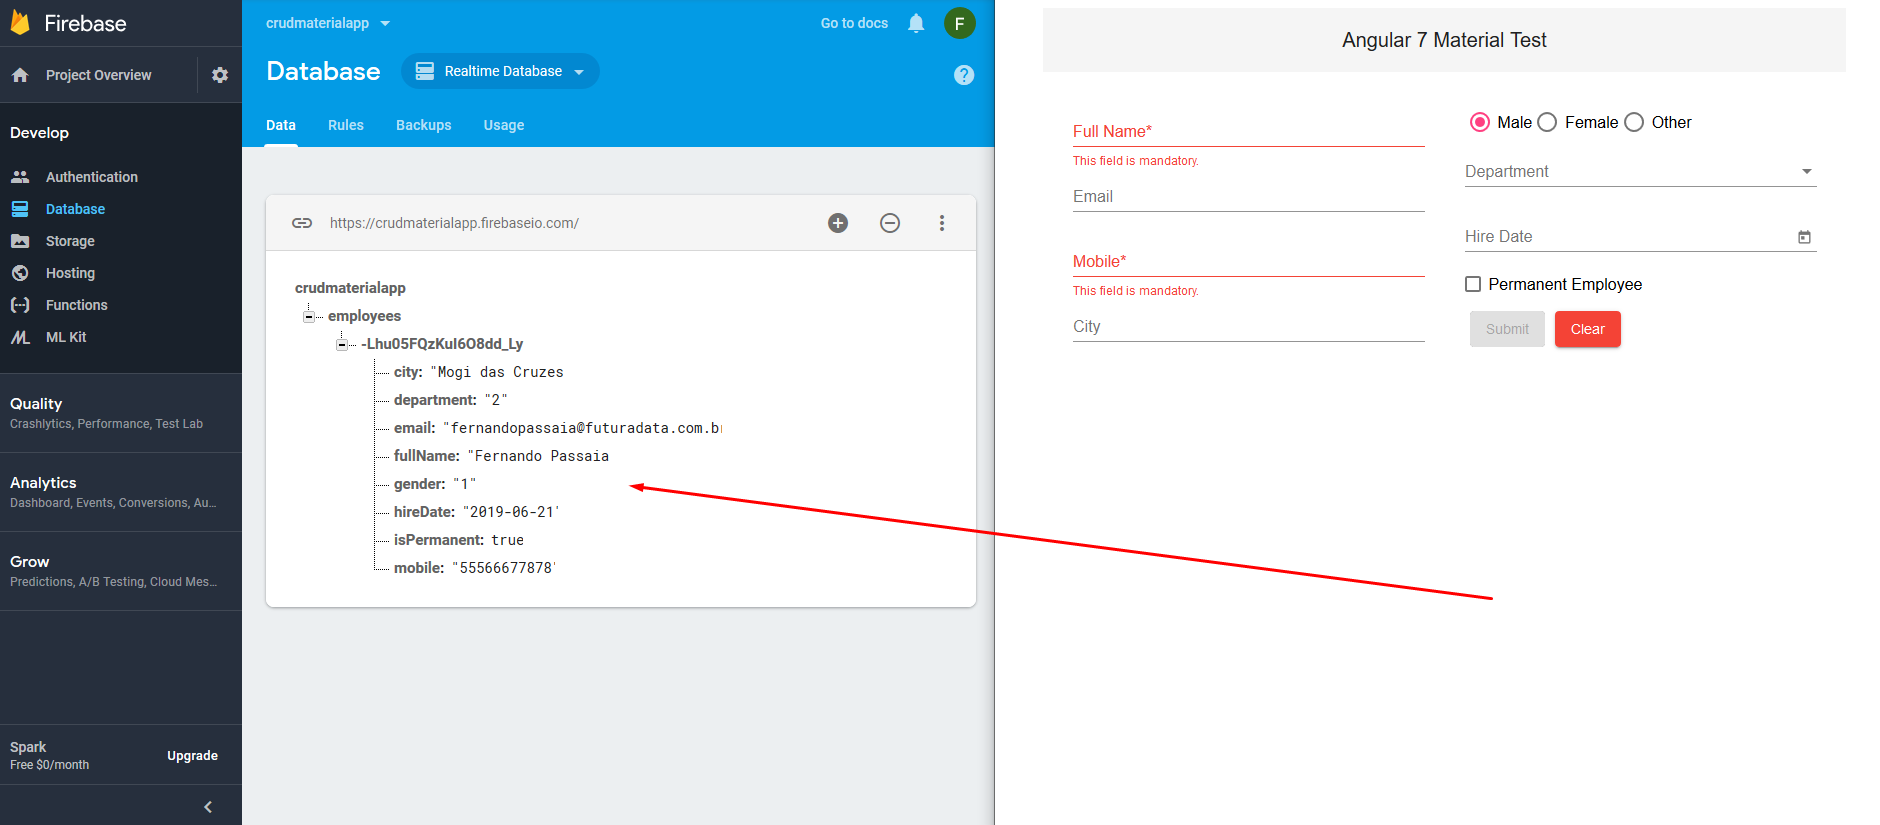 Firebase
Project Overview
Develop
Authentication
Database
Storage
Hosting
Functions
ML Kit
Quality
Crashlytics, Performance, Test Lab
Analytics
Dashboard, Events, Conversions, Au...
Grow
Predictions, A/B Testing, Cloud Mes...
Spark
Free $0/month
Upgrade
crudmaterialapp
Go to docs
F
Database
Realtime Database
Data Rules Backups Usage
https://crudmaterialapp.firebaseio.com/
crudmaterialapp
employees
-Lhu05FQzKuI6O8dd_Ly
city: "Mogi das Cruzes
department: "2"
email: "fernandopassaia@futuradata.com.br
fullName: "Fernando Passaia
gender: "1"
hireDate: "2019-06-21'
isPermanent: true
mobile: "55566677878'
Angular 7 Material Test
Full Name*
This field is mandatory.
Email
Mobile*
This field is mandatory.
City
Male Female Other
Department
Hire Date
Permanent Employee
Submit Clear